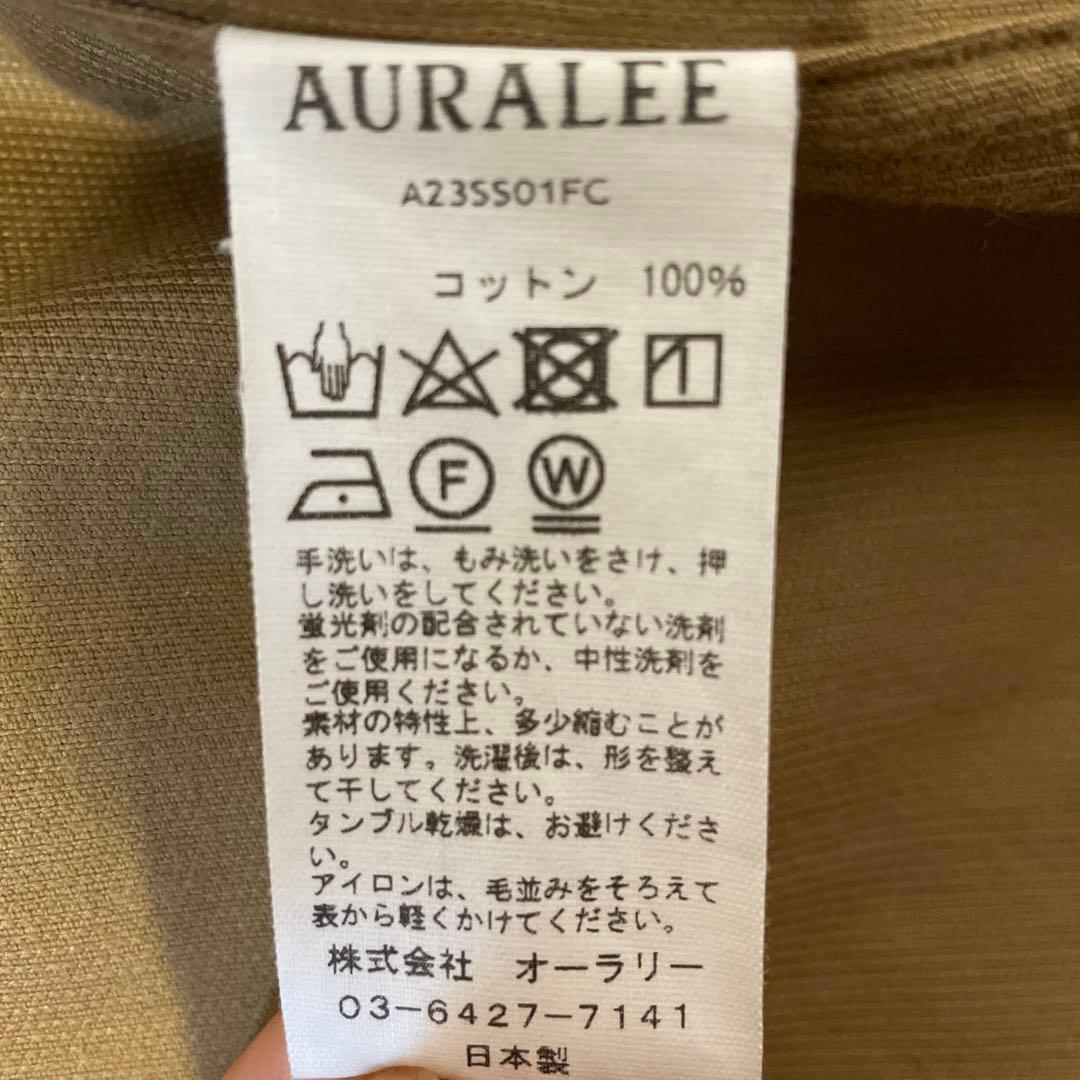 AURALEE
A23SS01FC
コットン 100%
F W
手洗いは、もみ洗いをさけ、押
し洗いをしてください。
蛍光剤の配合されていない洗剤
をご使用になるか、中性洗剤を
ご使用ください。
素材の特性上、多少縮むことが
あります。洗濯後は、形を整え
て干してください。
タンブル乾燥は、お避けくださ
い。
アイロンは、毛並みをそろえて
表から軽くかけてください。
株式会社 オーラリー
03-6427-7141
日本製